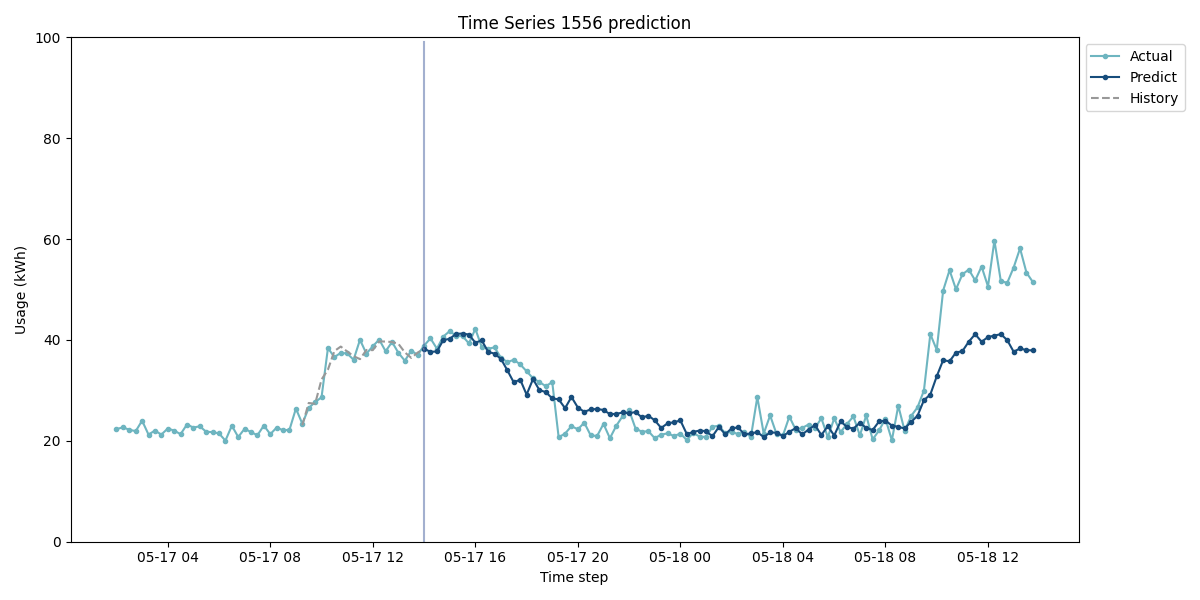 Time Series 1556 prediction
100
80
60
40
20
0
Usage (kWh)
05-17 04
05-17 08
05-17 12
05-17 16
05-17 20
05-18 00
05-18 04
05-18 08
05-18 12
Time step
Actual
Predict
History